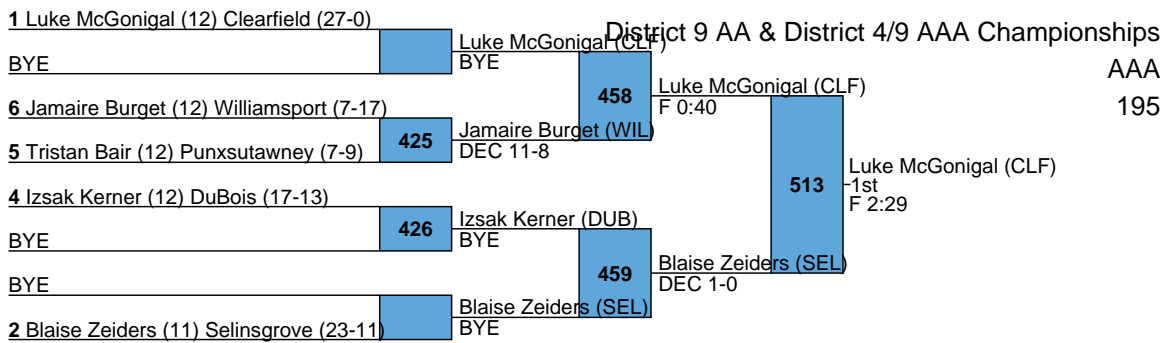 1 Luke McGonigal (12) Clearfield (27-0)
District 9 AA & District 4/9 AAA Championships
AAA
195
BYE
Luke McGonigal (CLF)
BYE
6 Jamaire Burget (12) Williamsport (7-17)
5 Tristan Bair (12) Punxsutawney (7-9)
425
Jamaire Burget (WIL)
DEC 11-8
458
Luke McGonigal (CLF)
F 0:40
4 Izsak Kerner (12) DuBois (17-13)
BYE
426
Izsak Kerner (DUB)
BYE
BYE
2 Blaise Zeiders (11) Selinsgrove (23-11)
Blaise Zeiders (SEL)
BYE
459
Blaise Zeiders (SEL)
DEC 1-0
513
Luke McGonigal (CLF)
1st
F 2:29